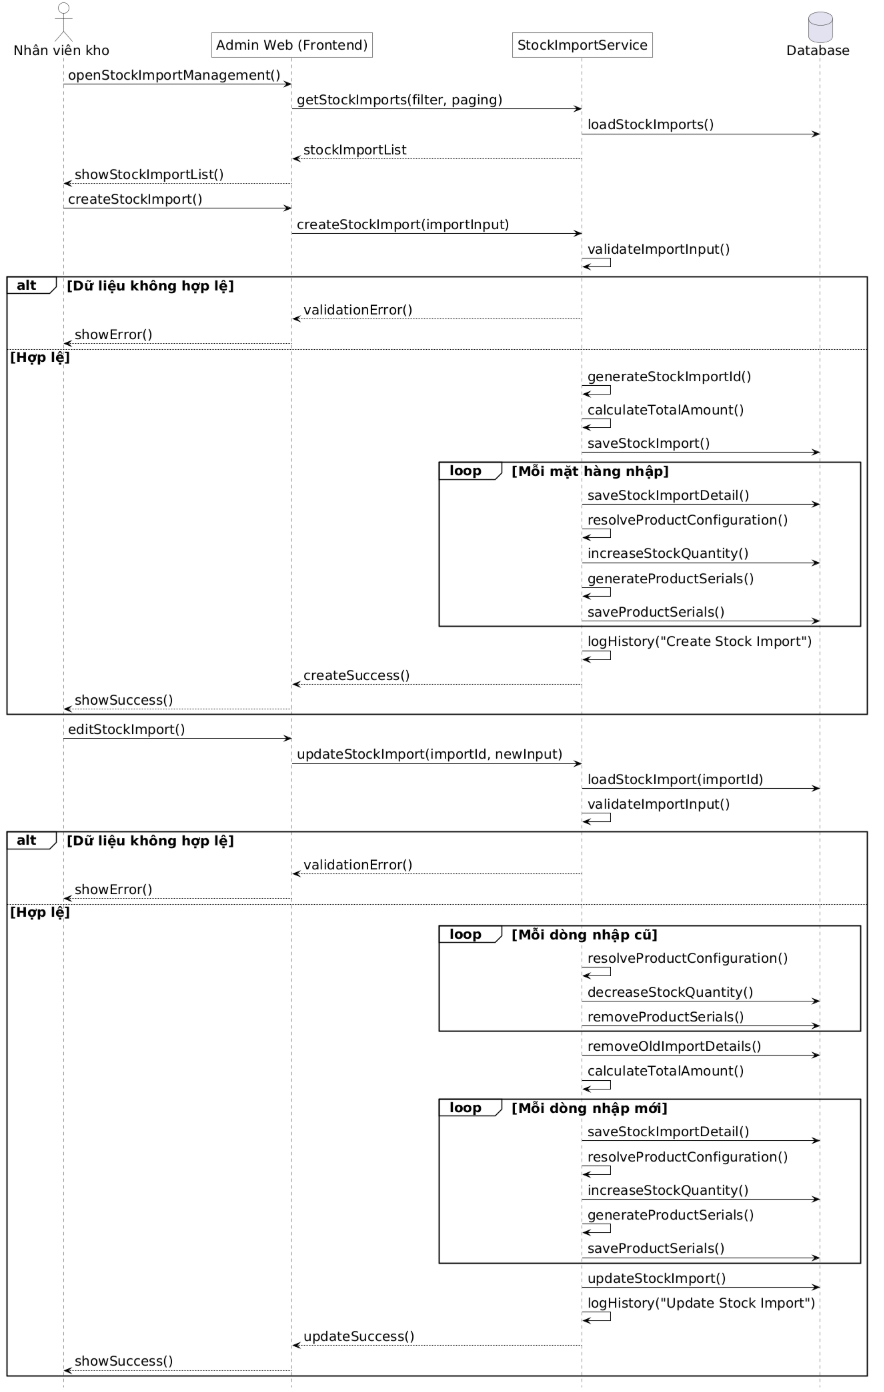 Nhân viên kho
Admin Web (Frontend)
StockImportService
Database
openStockImportManagement()
getStockImports(filter, paging)
loadStockImports()
stockImportList
showStockImportList()
createStockImport()
createStockImport(importInput)
validateImportInput()
alt [Dữ liệu không hợp lệ]
validationError()
showError()
[Hợp lệ]
generateStockImportId()
calculateTotalAmount()
saveStockImport()
loop [Mỗi mặt hàng nhập]
saveStockImportDetail()
resolveProductConfiguration()
increaseStockQuantity()
generateProductSerials()
saveProductSerials()
logHistory("Create Stock Import")
createSuccess()
showSuccess()
editStockImport()
updateStockImport(importId, newInput)
loadStockImport(importId)
validateImportInput()
alt [Dữ liệu không hợp lệ]
validationError()
showError()
[Hợp lệ]
loop [Mỗi dòng nhập cũ]
resolveProductConfiguration()
decreaseStockQuantity()
removeProductSerials()
removeOldImportDetails()
calculateTotalAmount()
loop [Mỗi dòng nhập mới]
saveStockImportDetail()
resolveProductConfiguration()
increaseStockQuantity()
generateProductSerials()
saveProductSerials()
updateStockImport()
logHistory("Update Stock Import")
updateSuccess()
showSuccess()